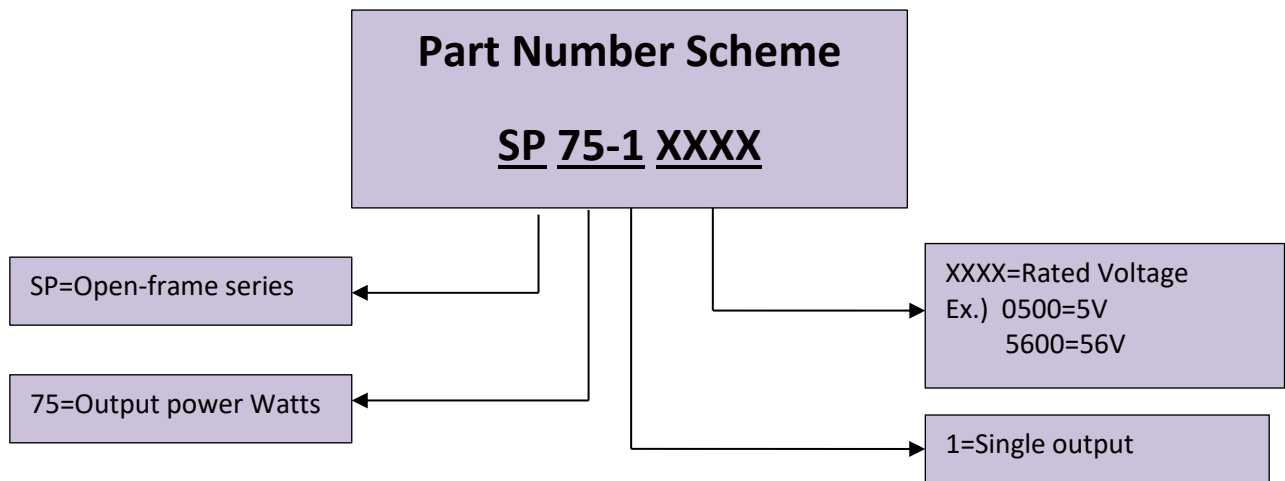 Part Number Scheme
SP 75-1 XXXX
SP=Open-frame series
75=Output power Watts
XXXX=Rated Voltage
Ex.) 0500=5V
5600=56V
1=Single output